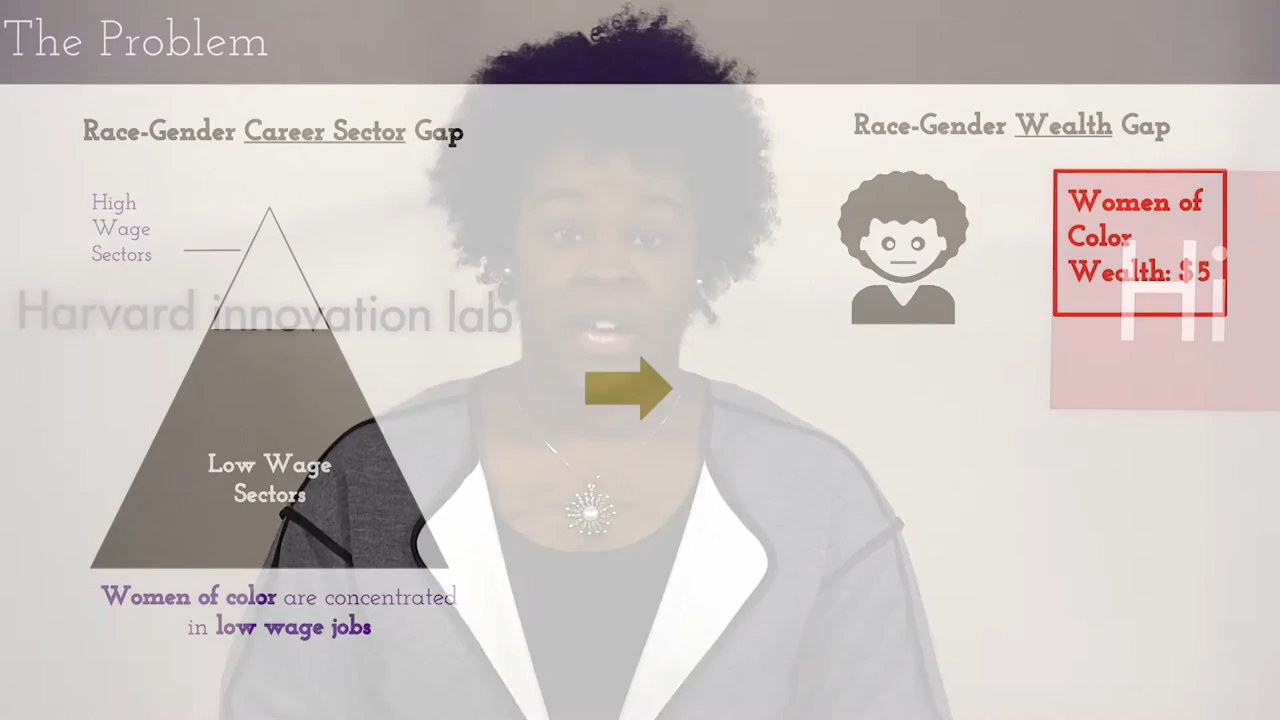 The Problem
Race-Gender Career Sector Gap
High
Wage
Sectors
Low Wage
Sectors
Women of color are concentrated
in low wage jobs
Race-Gender Wealth Gap
Women of
Color
Wealth: $5
Harvard innovation lab
Hi